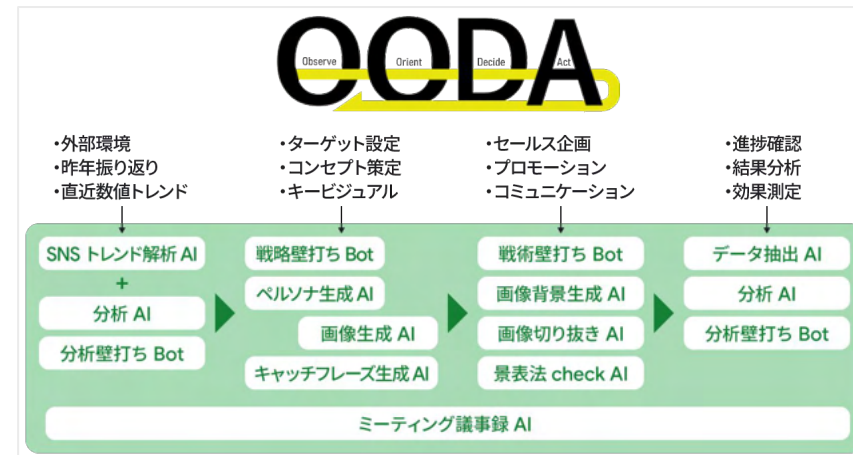 OODA
Observe
Orient
Decide
Act
・外部環境
・昨年振り返り
・直近数値トレンド
・ターゲット設定
・コンセプト策定
・キービジュアル
・セールス企画
・プロモーション
・コミュニケーション
・進捗確認
・結果分析
・効果測定
SNS トレンド解析 AI
+
分析 AI
分析壁打ち Bot
戦略壁打ち Bot
ペルソナ生成 AI
画像生成 AI
キャッチフレーズ生成 AI
戦術壁打ち Bot
画像背景生成 AI
画像切り抜き AI
景表法 check AI
データ抽出 AI
分析 AI
分析壁打ち Bot
ミーティング議事録 AI